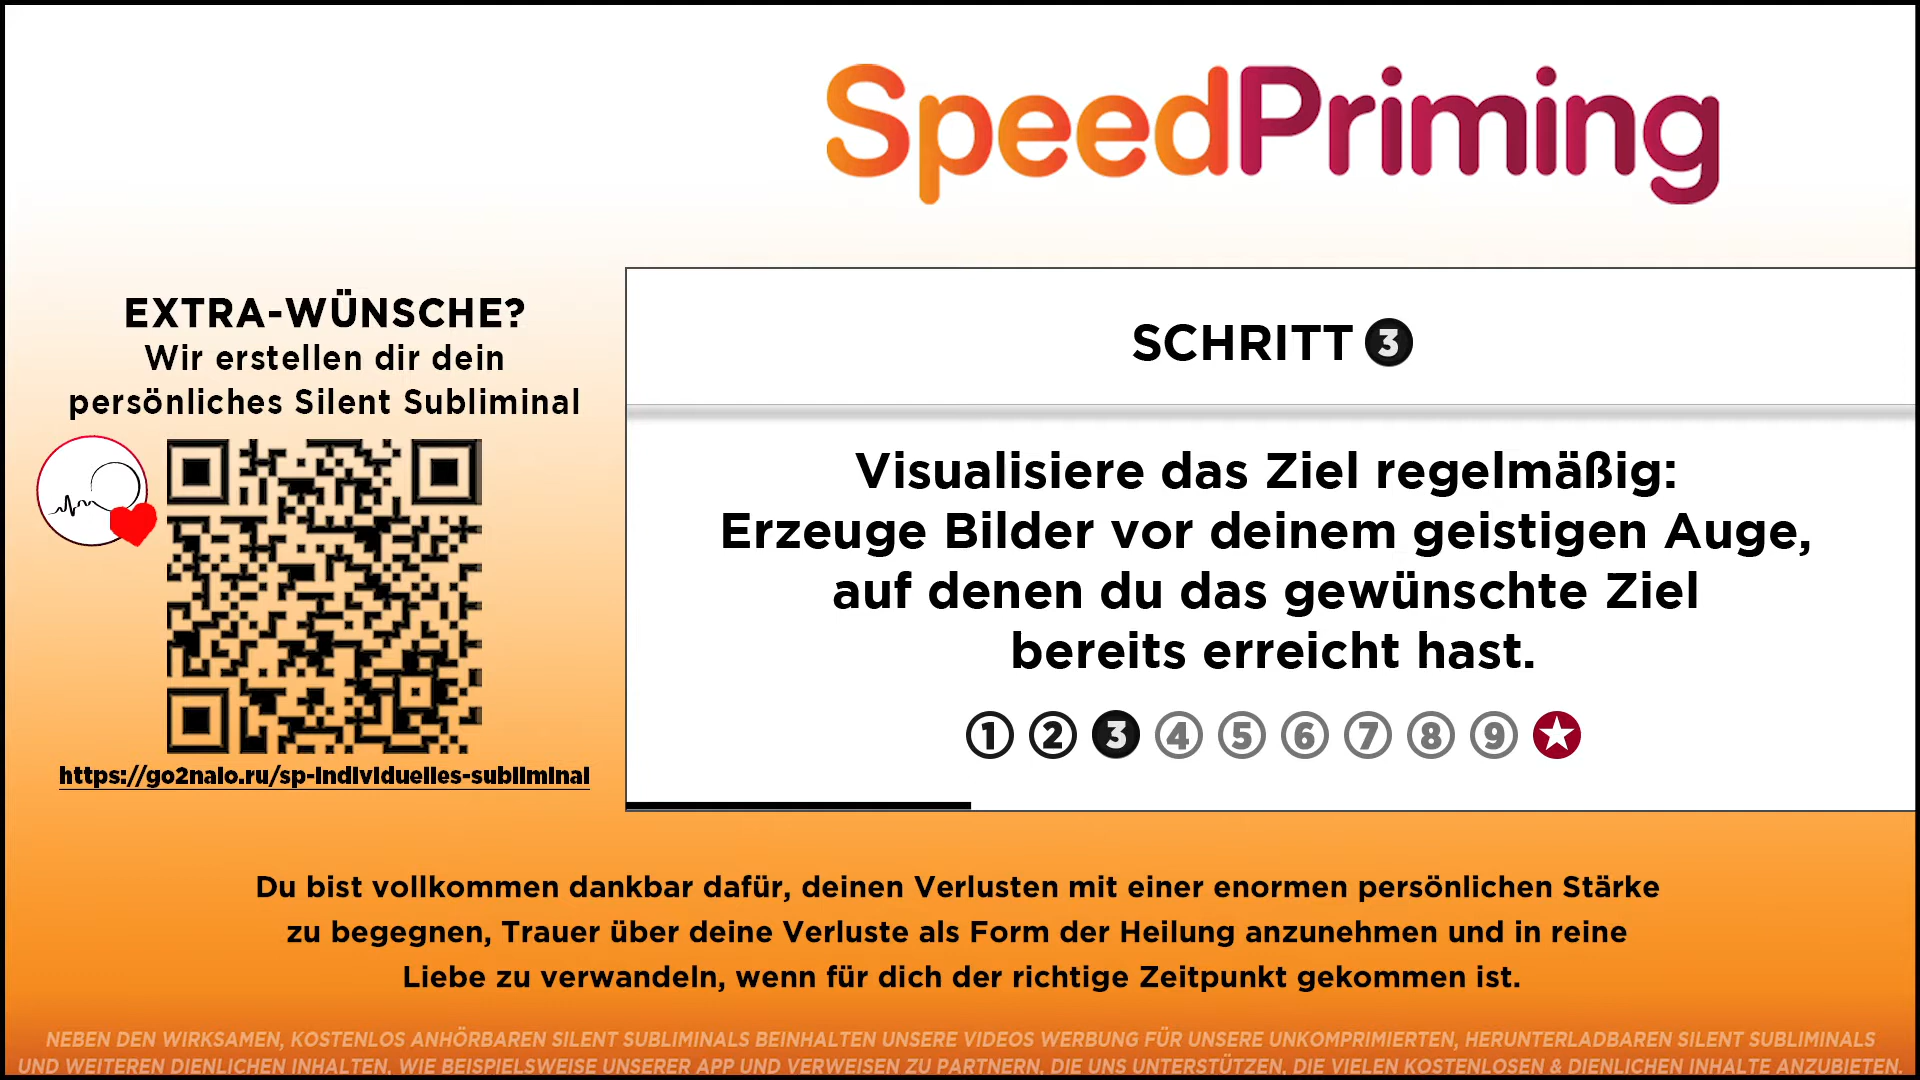 SpeedPriming
EXTRA-WÜNSCHE?
Wir erstellen dir dein
persönliches Silent Subliminal
https://go2nalo.ru/sp-individuelles-subliminal
SCHRITT 3
Visualisiere das Ziel regelmäßig:
Erzeuge Bilder vor deinem geistigen Auge,
auf denen du das gewünschte Ziel
bereits erreicht hast.
1 2 3 4 5 6 7 8 9
Du bist vollkommen dankbar dafür, deinen Verlusten mit einer enormen persönlichen Stärke
zu begegnen, Trauer über deine Verluste als Form der Heilung anzunehmen und in reine
Liebe zu verwandeln, wenn für dich der richtige Zeitpunkt gekommen ist.
NEBEN DEN WIRKSAMEN, KOSTENLOS ANHÖRBAREN SILENT SUBLIMINALS BEINHALTEN UNSERE VIDEOS WERBUNG FÜR UNSERE UNKOMPRIMIERTEN, HERUNTERLADBAREN SILENT SUBLIMINALS
UND WEITEREN DIENLICHEN INHALTEN, WIE BEISPIELSWEISE UNSERER APP UND VERWEISEN ZU PARTNERN, DIE UNS UNTERSTÜTZEN, DIE VIELEN KOSTENLOSEN & DIENLICHEN INHALTE ANZUBIETEN.